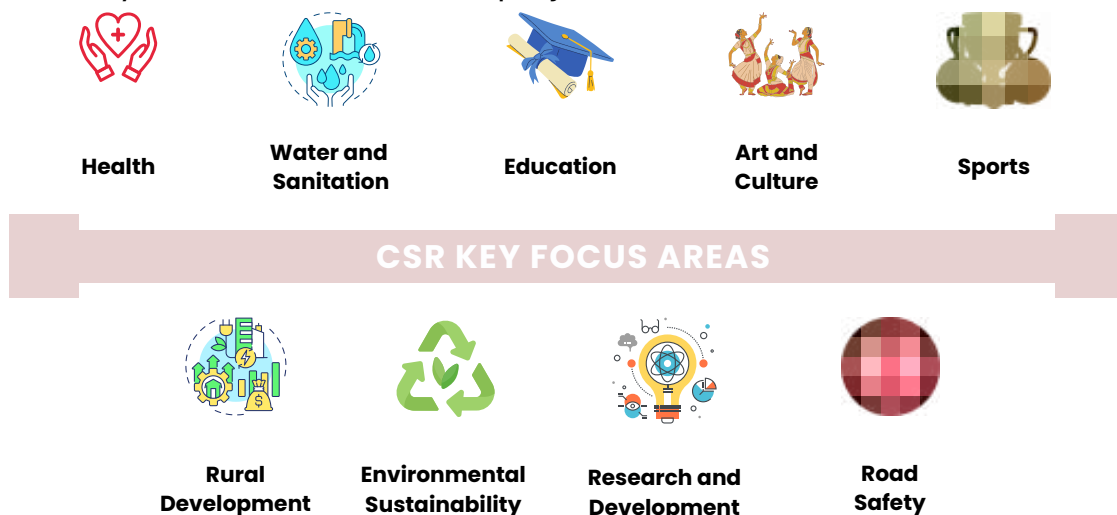 Health
Water and
Sanitation
Education
Art and
Culture
Sports
CSR KEY FOCUS AREAS
Rural
Development
Environmental
Sustainability
Research and
Development
Road
Safety